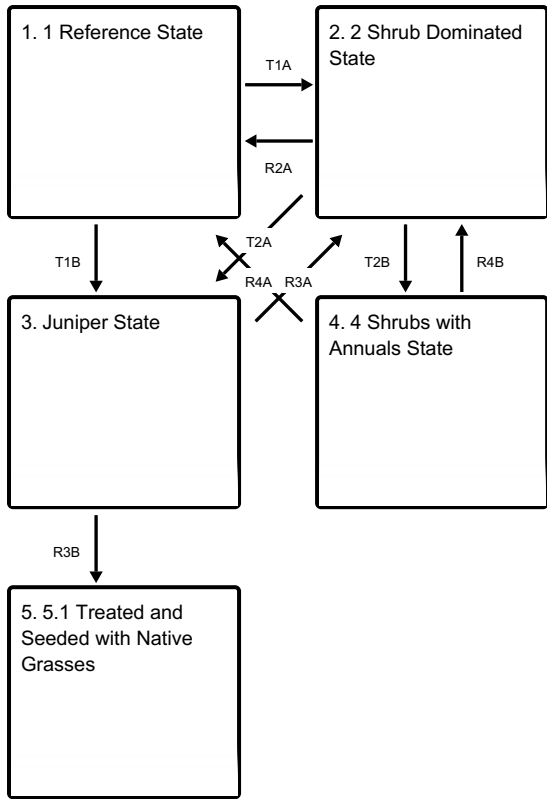 1. 1 Reference State
2. 2 Shrub Dominated
State
T1A
R2A
T1B
T2A
R4A
R3A
T2B
R4B
3. Juniper State
4. 4 Shrubs with
Annuals State
R3B
5. 5.1 Treated and
Seeded with Native
Grasses